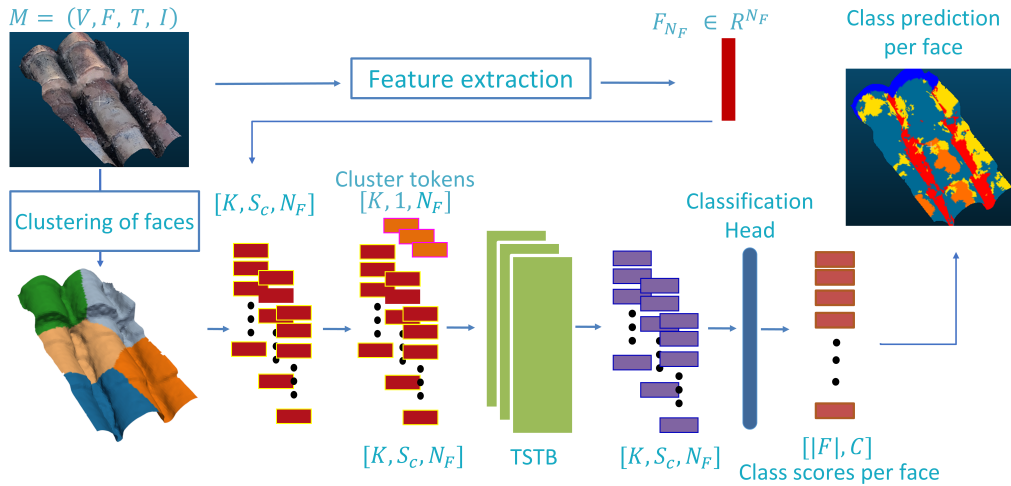 M = (V, F, T, I)
Feature extraction
F_{N_F} ∈ R^{N_F}
Class prediction
per face
Clustering of faces
[K, S_c, N_F]
Cluster tokens
[K, 1, N_F]
Classification
Head
[K, S_c, N_F]
TSTB
[K, S_c, N_F]
[|F|, C]
Class scores per face